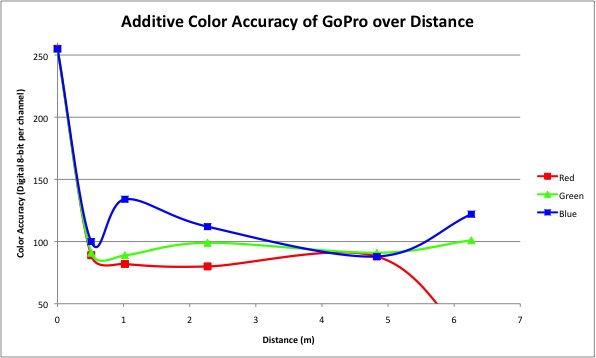 Additive Color Accuracy of GoPro over Distance
Color Accuracy (Digital 8-bit per channel)
250
200
150
100
50
0 1 2 3 4 5 6 7
Distance (m)
Red
Green
Blue